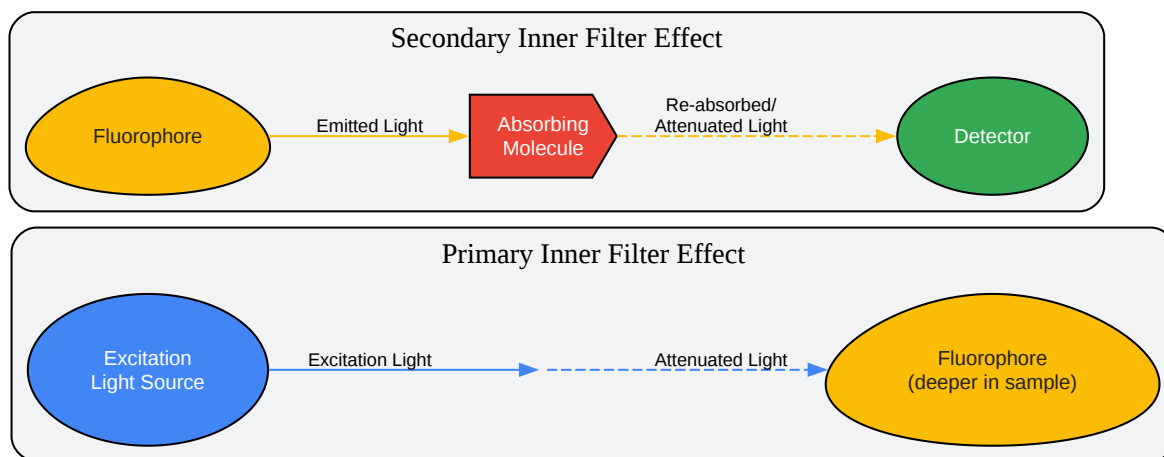 Secondary Inner Filter Effect
Fluorophore
Emitted Light
Absorbing
Molecule
Re-absorbed/
Attenuated Light
Detector
Primary Inner Filter Effect
Excitation
Light Source
Excitation Light
Attenuated Light
Fluorophore
(deeper in sample)